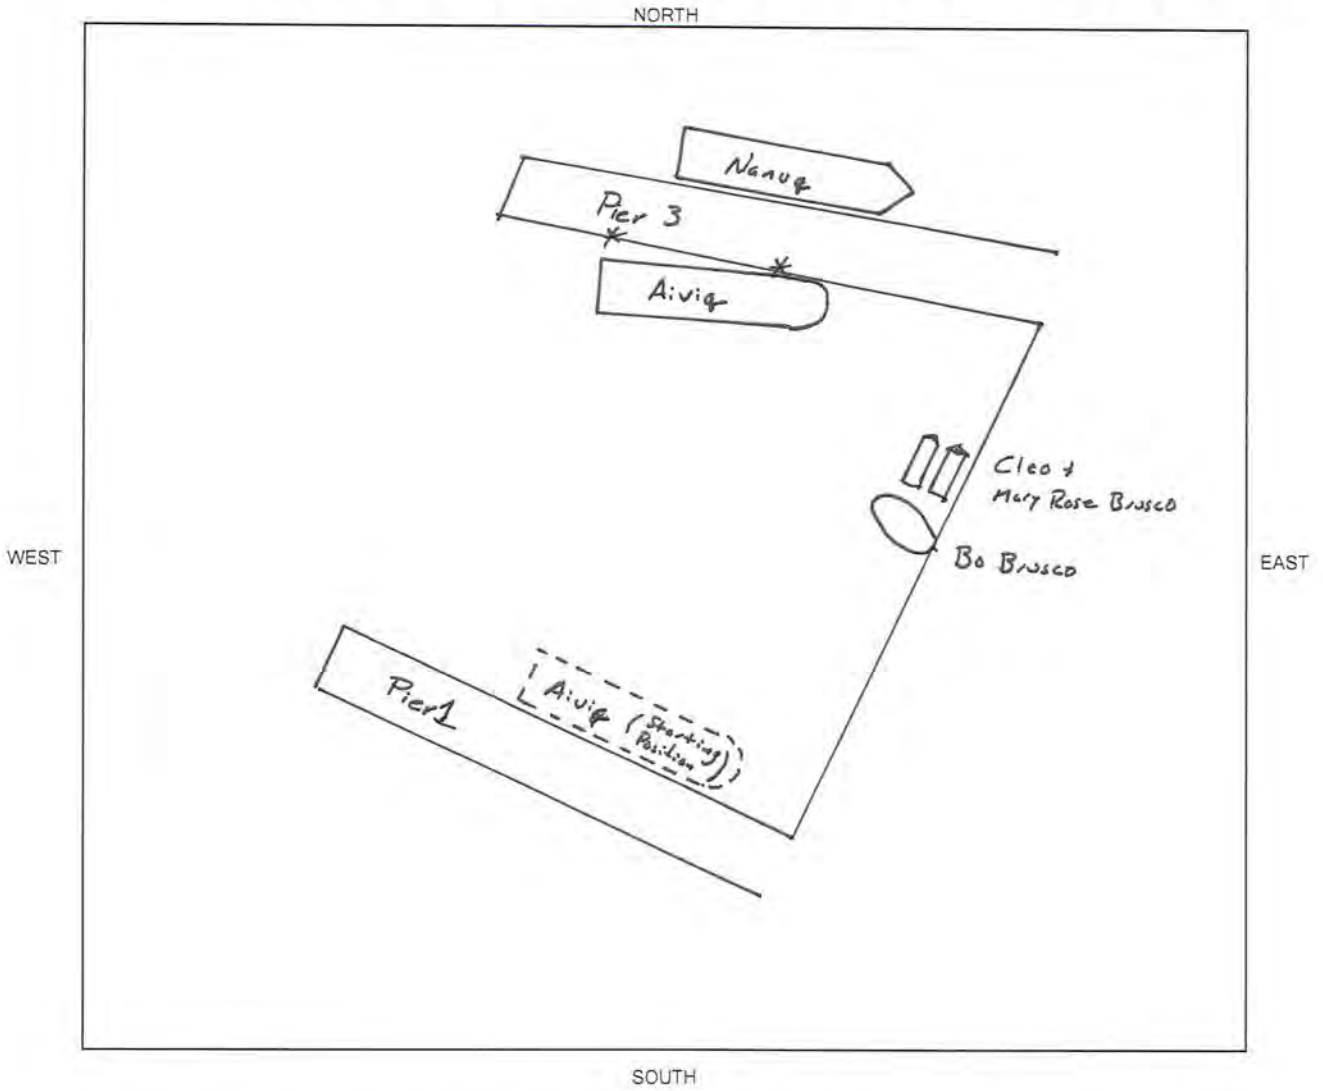 NORTH
Nanuq
Pier 3
Aiviq
Cleo +
Mary Rose Brusco
WEST
Bo Brusco
EAST
Pier 1
Aiviq (Starting
Position)
SOUTH